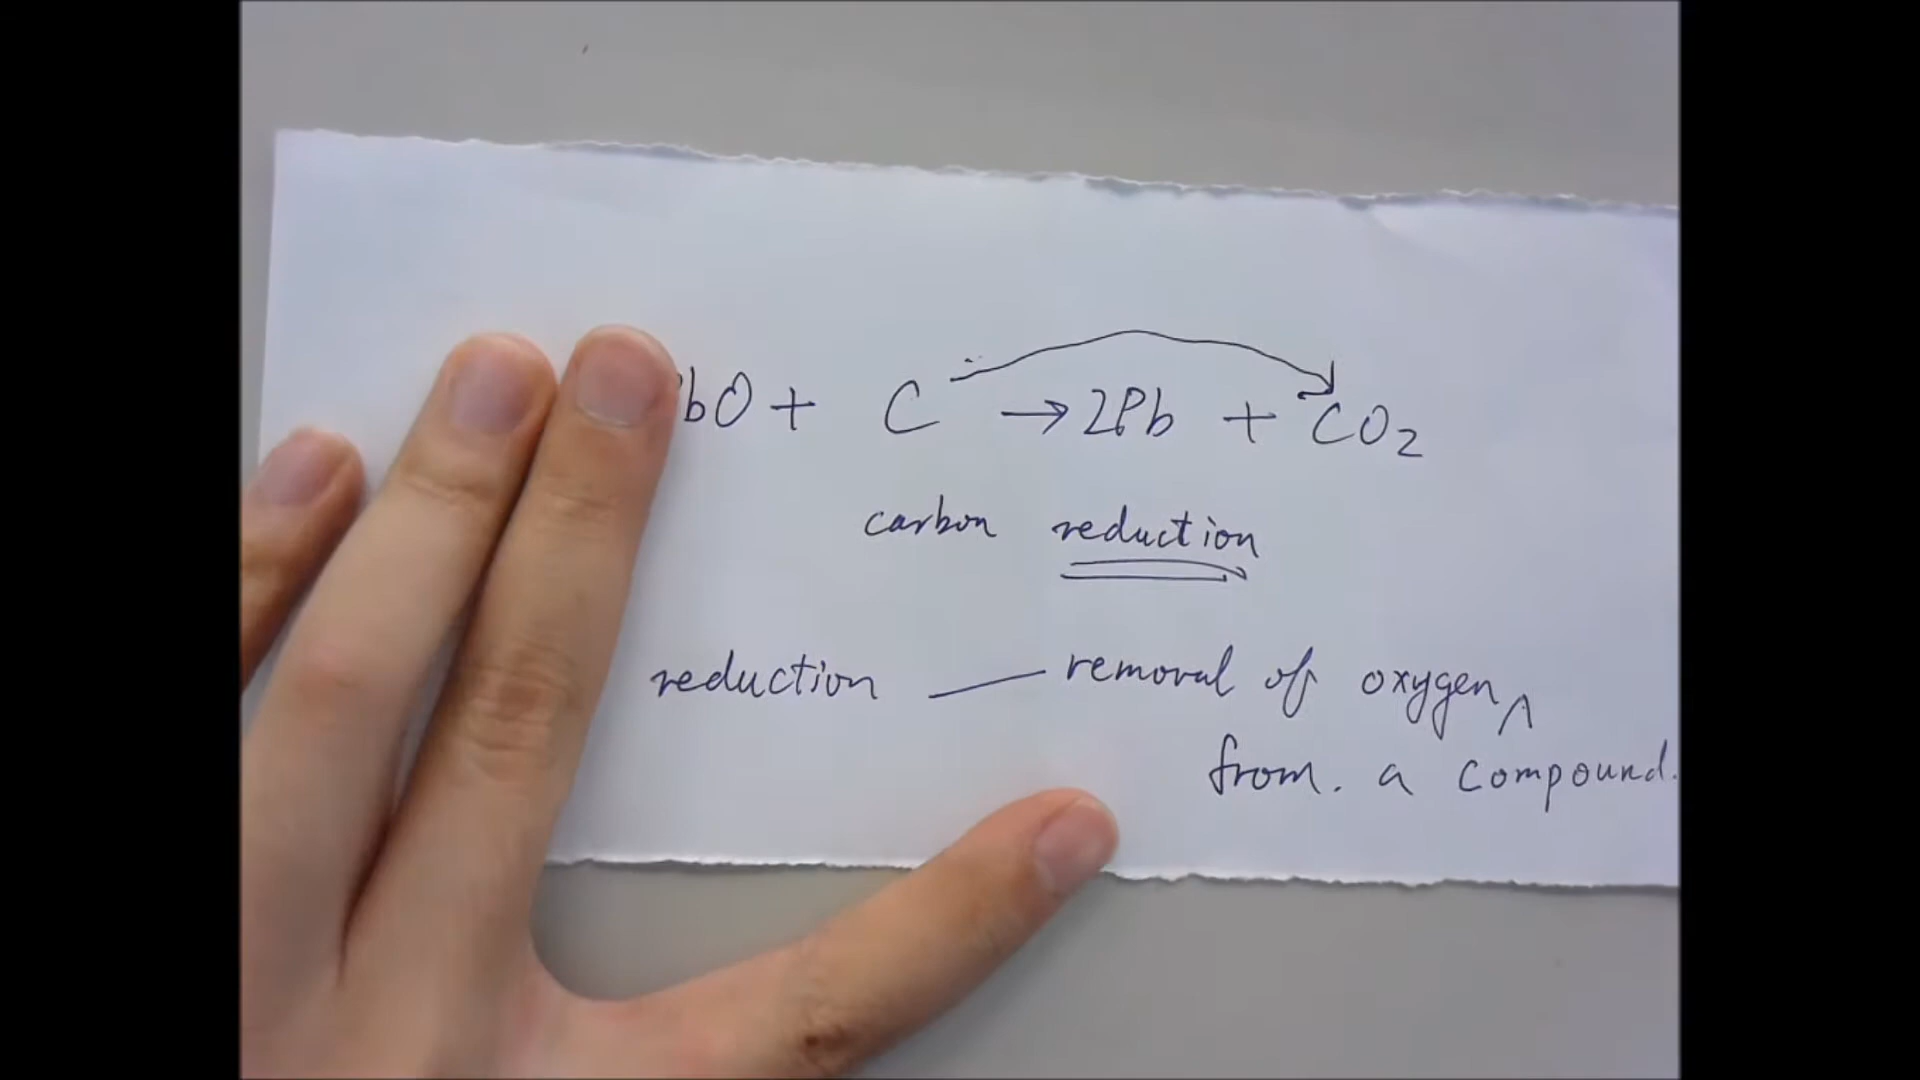 bO + C → 2Pb + CO₂
carbon reduction
reduction — removal of oxygen ^
from. a compound.